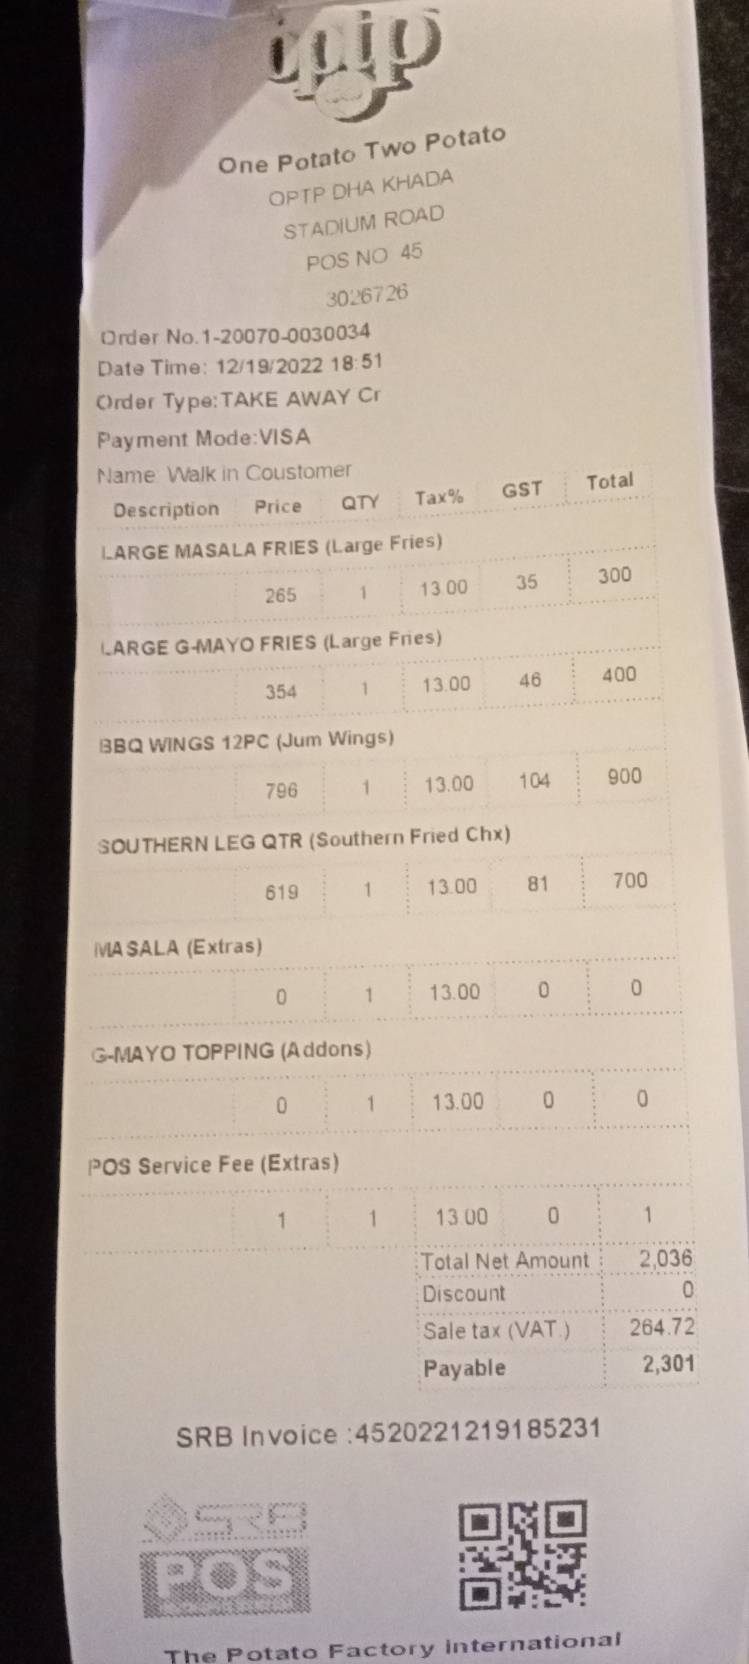 optp
One Potato Two Potato
OPTP DHA KHADA
STADIUM ROAD
POS NO 45
3026726
Order No.1-20070-0030034
Date Time: 12/19/2022 18:51
Order Type:TAKE AWAY Cr
Payment Mode:VISA
Name: Walk in Coustomer
Description Price QTY Tax% GST Total
LARGE MASALA FRIES (Large Fries)
265 1 13.00 35 300
LARGE G-MAYO FRIES (Large Fries)
354 1 13.00 46 400
BBQ WINGS 12PC (Jum Wings)
796 1 13.00 104 900
SOUTHERN LEG QTR (Southern Fried Chx)
619 1 13.00 81 700
MASALA (Extras)
0 1 13.00 0 0
G-MAYO TOPPING (Addons)
0 1 13.00 0 0
POS Service Fee (Extras)
1 1 13.00 0 1
Total Net Amount 2,036
Discount 0
Sale tax (VAT.) 264.72
Payable 2,301
SRB Invoice :4520221219185231
SRB
POS
The Potato Factory international